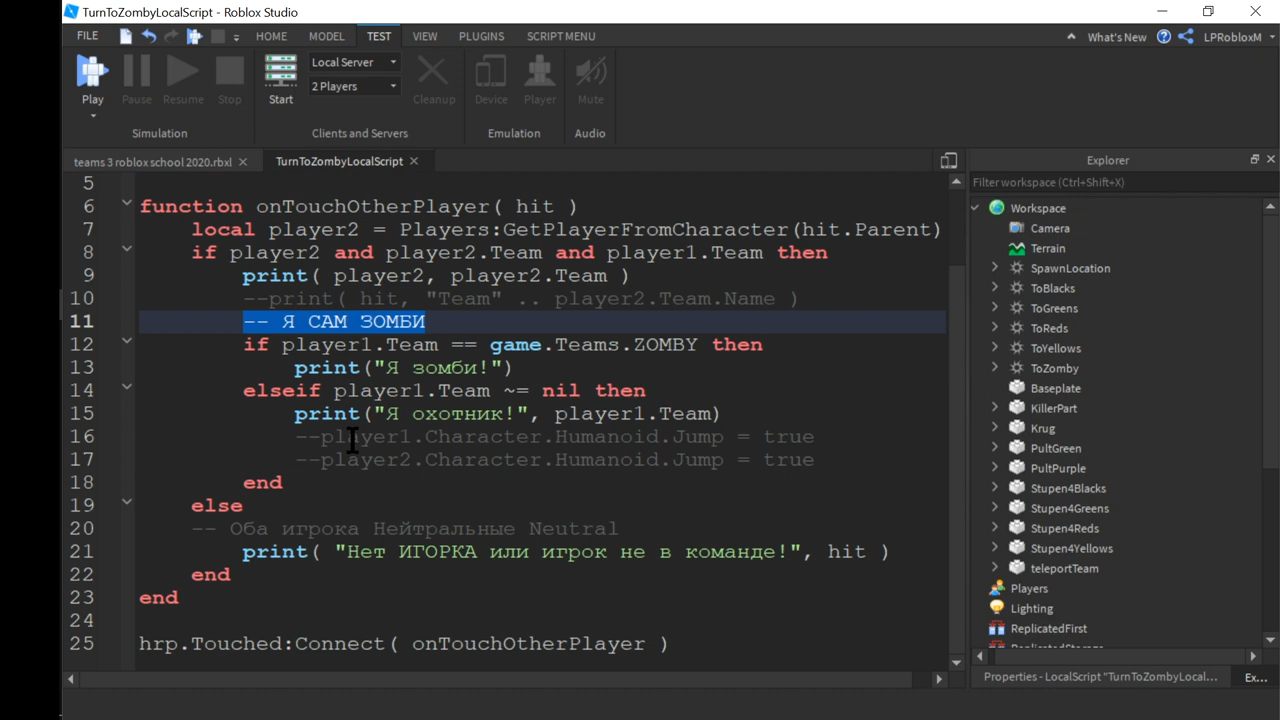 TurnToZombyLocalScript - Roblox Studio
FILE HOME MODEL TEST VIEW PLUGINS SCRIPT MENU What's New LPRobloxM
Play Pause Resume Stop
Simulation
Start
Local Server
2 Players
Cleanup
Clients and Servers
Device Player
Emulation
Mute
Audio
teams 3 roblox school 2020.rbxl TurnToZombyLocalScript
5
6 function onTouchOtherPlayer( hit )
7 local player2 = Players:GetPlayerFromCharacter(hit.Parent)
8 if player2 and player2.Team and player1.Team then
9 print( player2, player2.Team )
10 --print( hit, "Team" .. player2.Team.Name )
11 -- Я САМ ЗОМБИ
12 if player1.Team == game.Teams.ZOMBY then
13 print("Я зомби!")
14 elseif player1.Team ~= nil then
15 print("Я охотник!", player1.Team)
16 --player1.Character.Humanoid.Jump = true
17 --player2.Character.Humanoid.Jump = true
18 end
19 else
20 -- Оба игрока Нейтральные Neutral
21 print( "Нет ИГОРКА или игрок не в команде!", hit )
22 end
23 end
24
25 hrp.Touched:Connect( onTouchOtherPlayer )
Explorer
Filter workspace (Ctrl+Shift+X)
Workspace
Camera
Terrain
SpawnLocation
ToBlacks
ToGreens
ToReds
ToYellows
ToZomby
Baseplate
KillerPart
Krug
PultGreen
PultPurple
Stupen4Blacks
Stupen4Greens
Stupen4Reds
Stupen4Yellows
teleportTeam
Players
Lighting
ReplicatedFirst
ReplicatedStorage
Properties - LocalScript "TurnToZombyLocal... Ex...